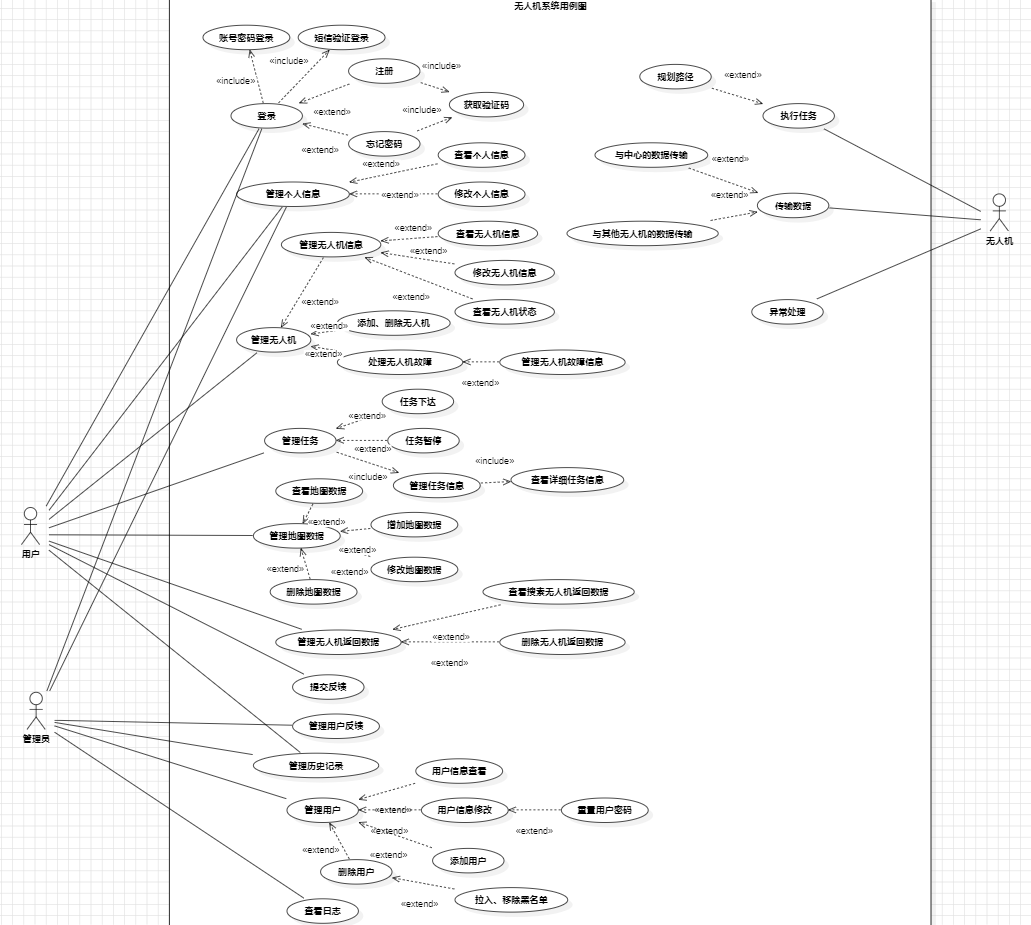 无人机系统用例图
账号密码登录
短信验证登录
«include»
«include»
注册
«include»
规划路径
«extend»
登录
«extend»
«include»
获取验证码
执行任务
忘记密码
«extend»
«extend»
查看个人信息
与中心的数据传输
«extend»
管理个人信息
«extend»
修改个人信息
«extend»
传输数据
无人机
管理无人机信息
«extend»
查看无人机信息
与其他无人机的数据传输
«extend»
修改无人机信息
«extend»
«extend»
查看无人机状态
异常处理
«extend»
添加、删除无人机
管理无人机
«extend»
处理无人机故障
管理无人机故障信息
«extend»
任务下达
«extend»
管理任务
任务暂停
«extend»
«include»
«include»
管理任务信息
查看详细任务信息
查看地图数据
«extend»
增加地图数据
管理地图数据
«extend»
«extend»
«extend»
修改地图数据
删除地图数据
查看搜素无人机返回数据
用户
管理无人机返回数据
«extend»
删除无人机返回数据
«extend»
提交反馈
管理用户反馈
管理员
管理历史记录
用户信息查看
管理用户
«extend»
用户信息修改
重置用户密码
«extend»
«extend»
«extend»
«extend»
添加用户
删除用户
«extend»
拉入、移除黑名单
查看日志